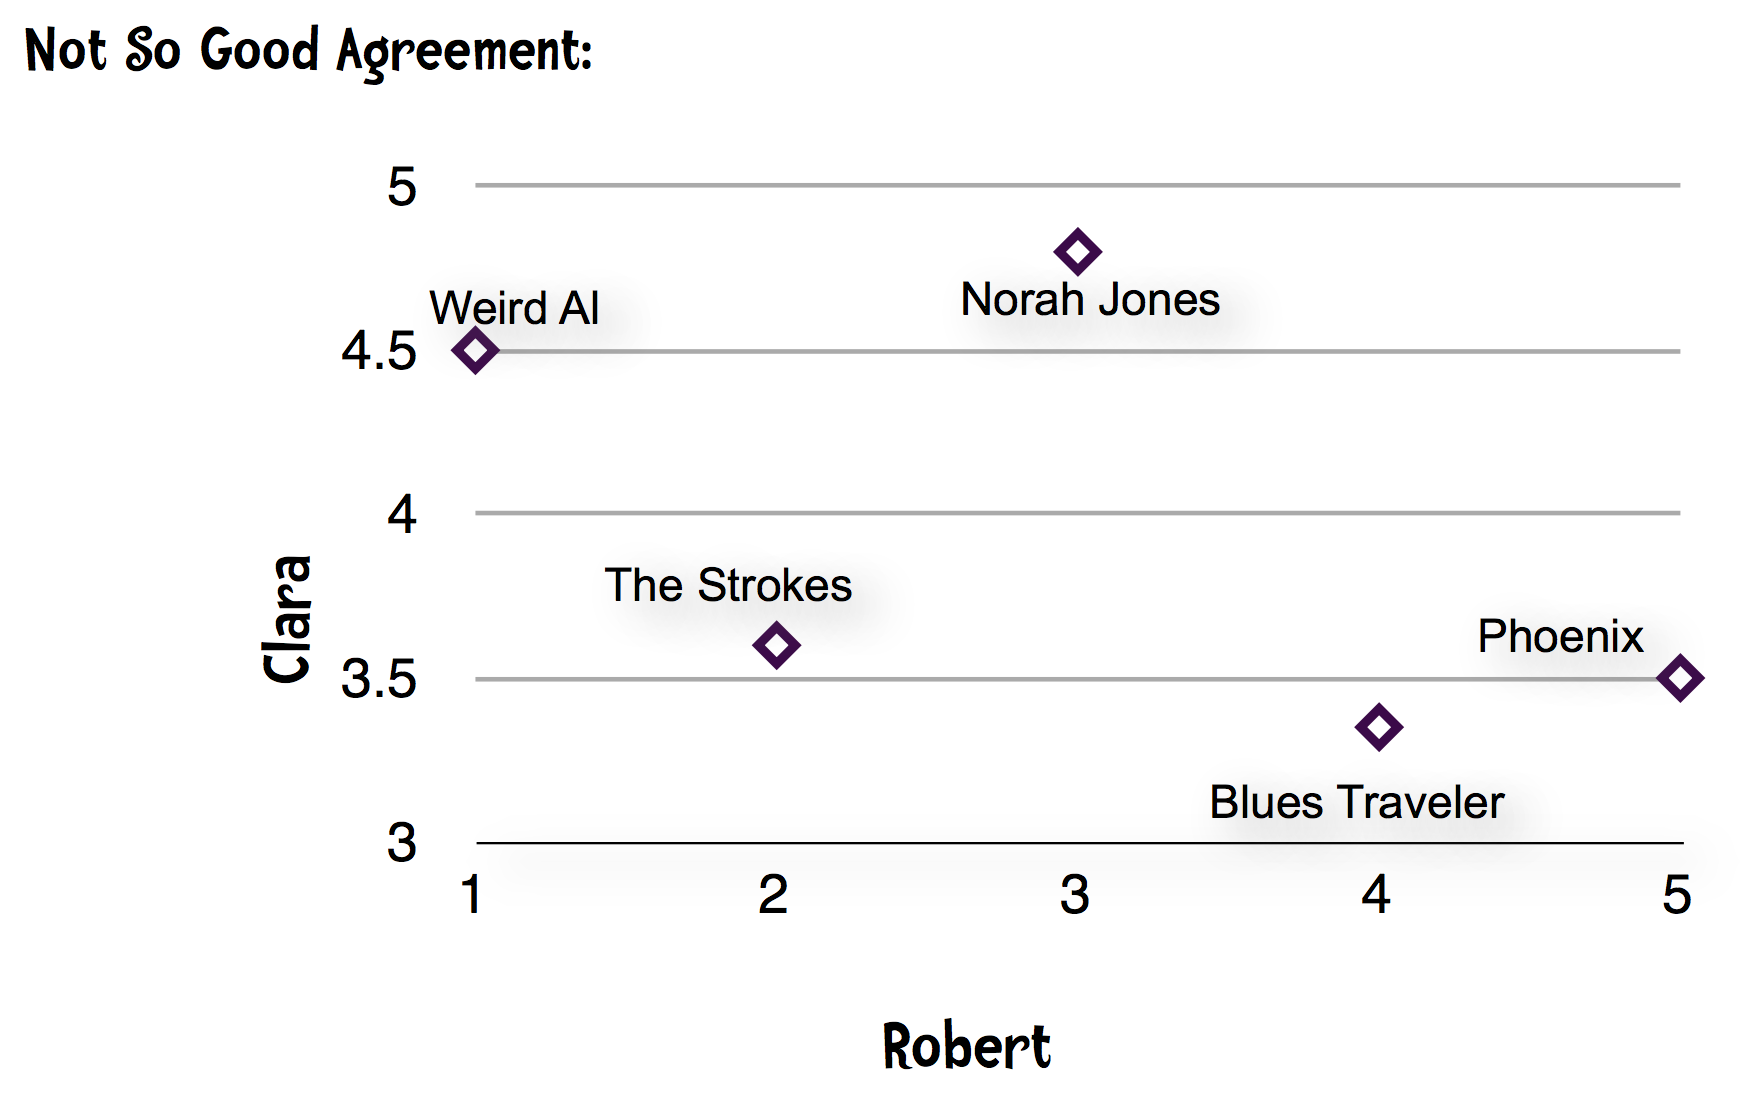 Not So Good Agreement:
5
Weird Al
Norah Jones
4.5
4
The Strokes
Clara
Phoenix
3.5
Blues Traveler
3
1 2 3 4 5
Robert